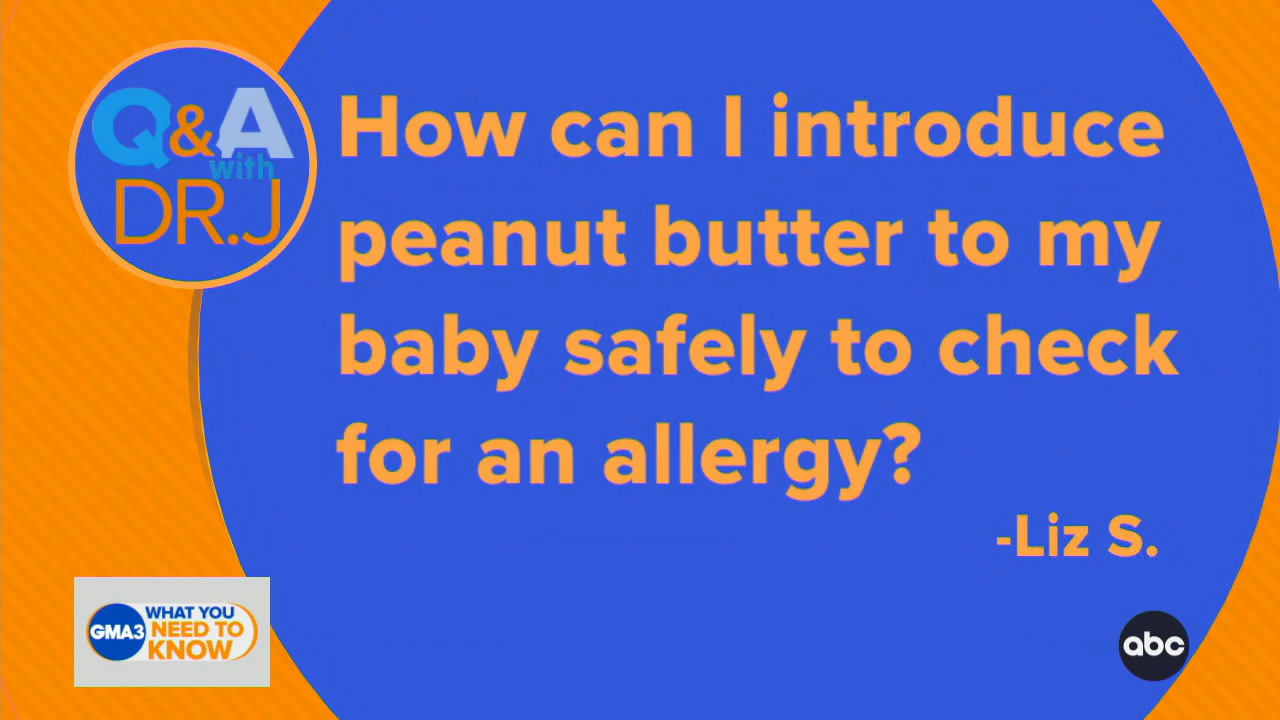 Q&A
with
DR.J
How can I introduce
peanut butter to my
baby safely to check
for an allergy?
-Liz S.
GMA3
WHAT YOU
NEED TO
KNOW
abc